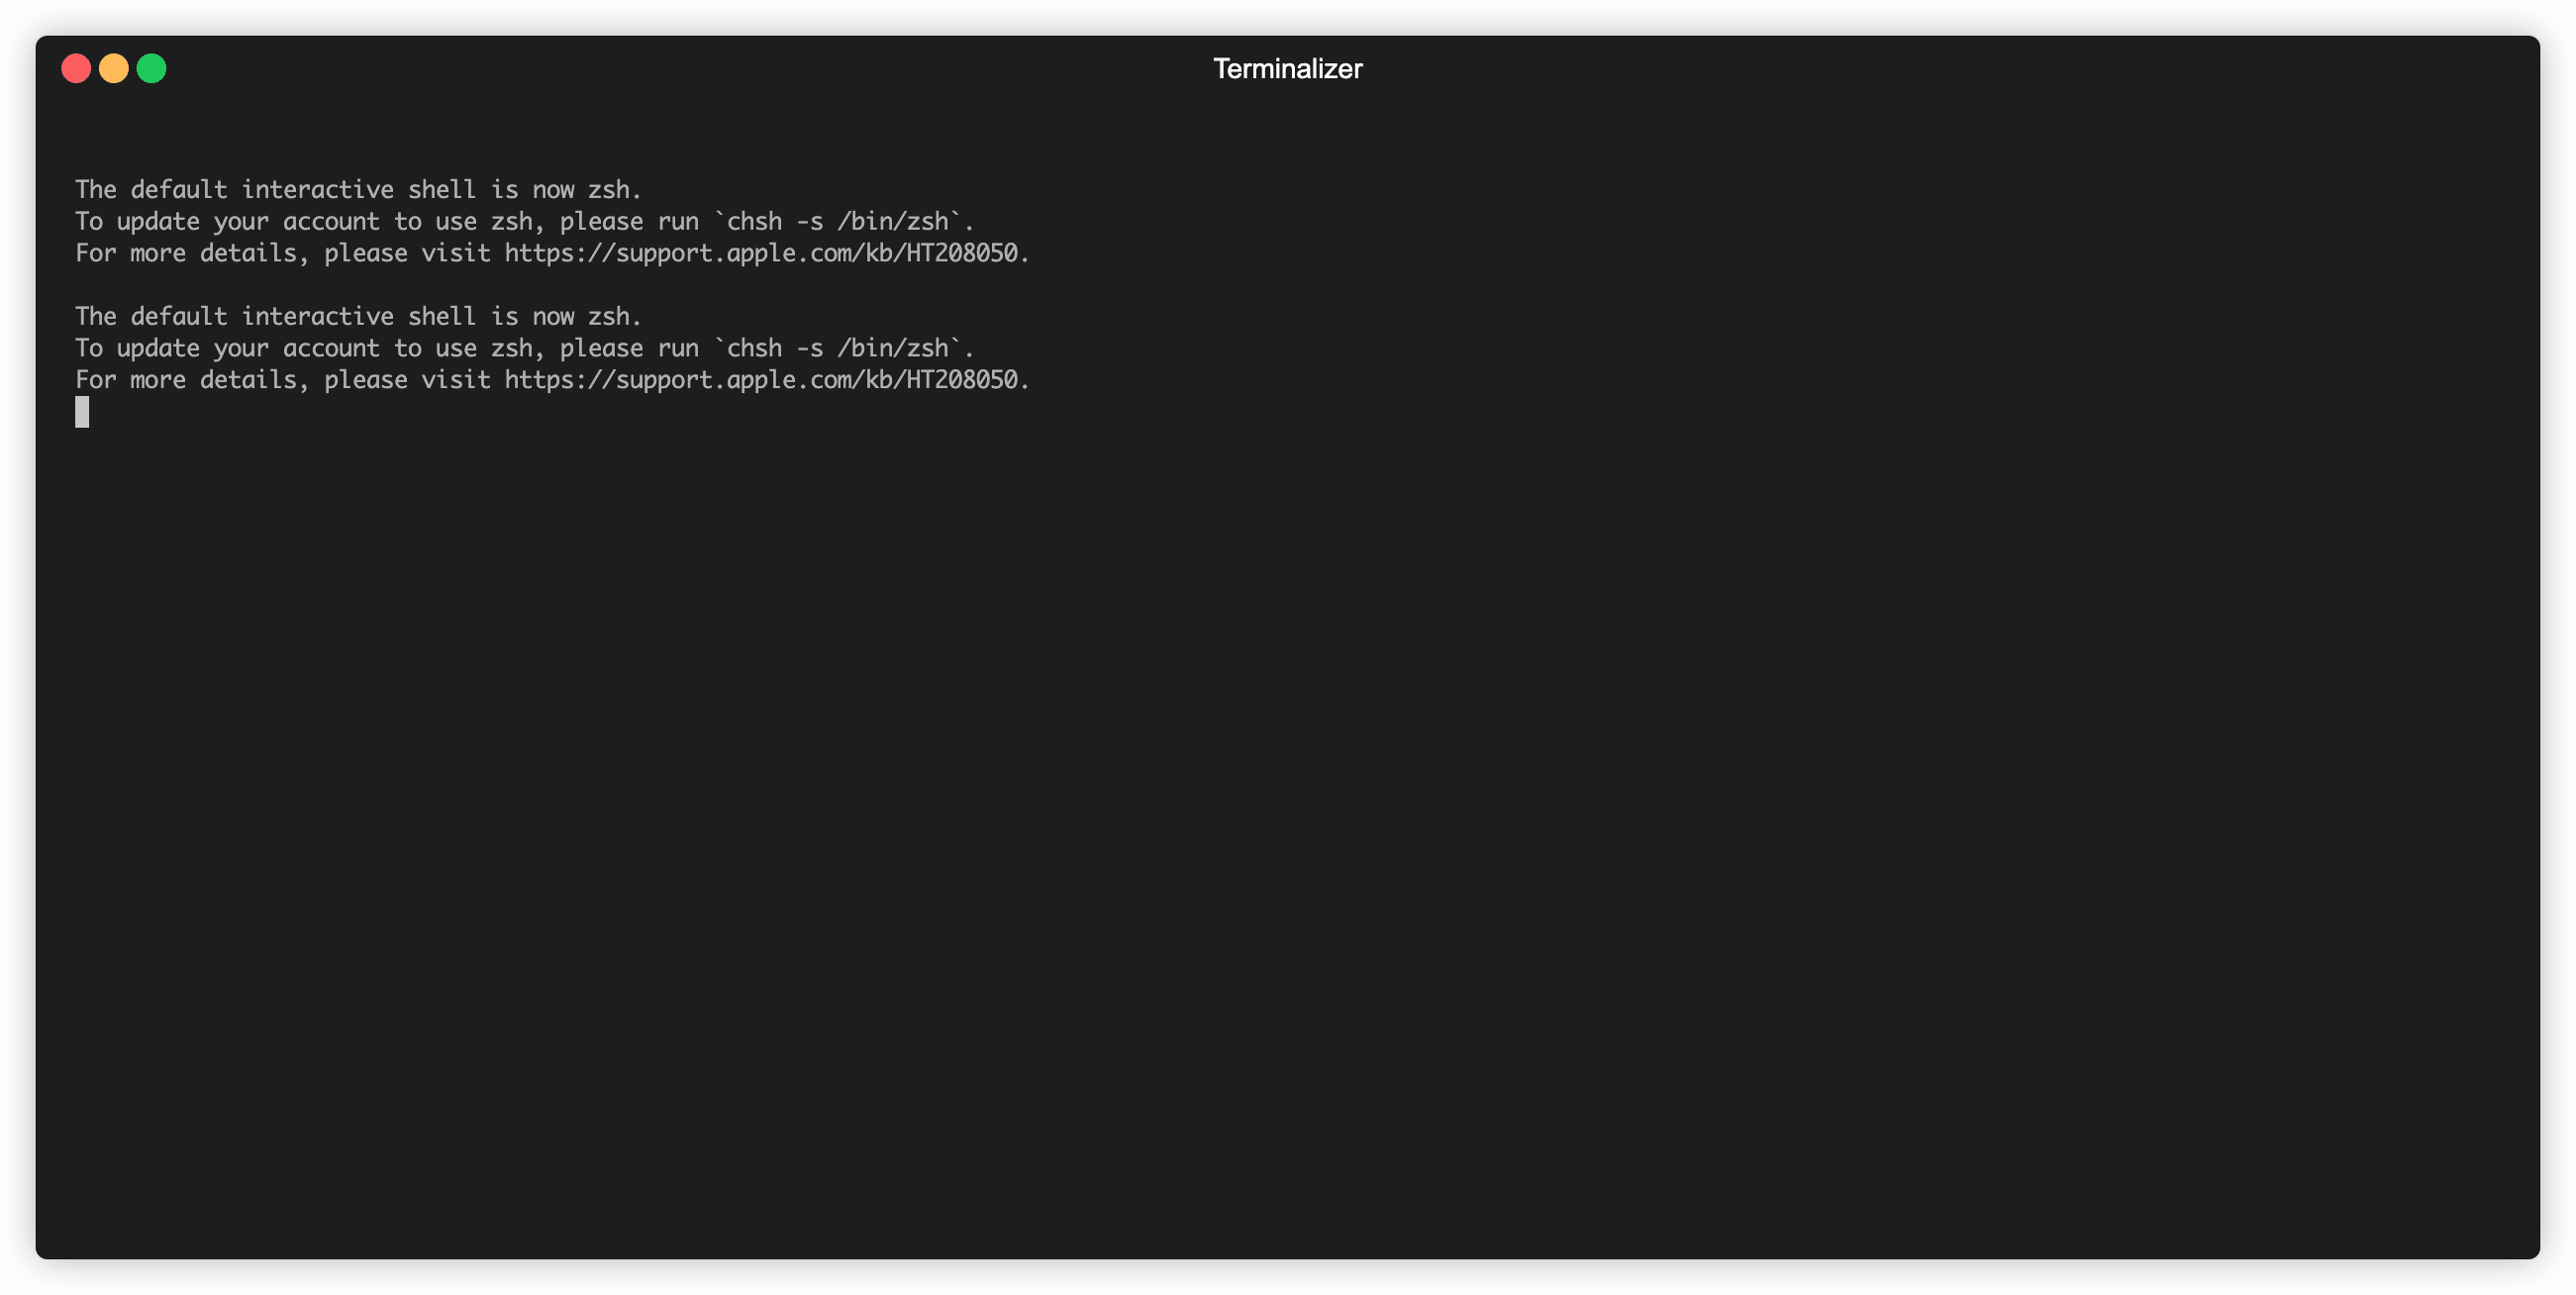 Terminalizer
The default interactive shell is now zsh.
To update your account to use zsh, please run `chsh -s /bin/zsh`.
For more details, please visit https://support.apple.com/kb/HT208050.
The default interactive shell is now zsh.
To update your account to use zsh, please run `chsh -s /bin/zsh`.
For more details, please visit https://support.apple.com/kb/HT208050.